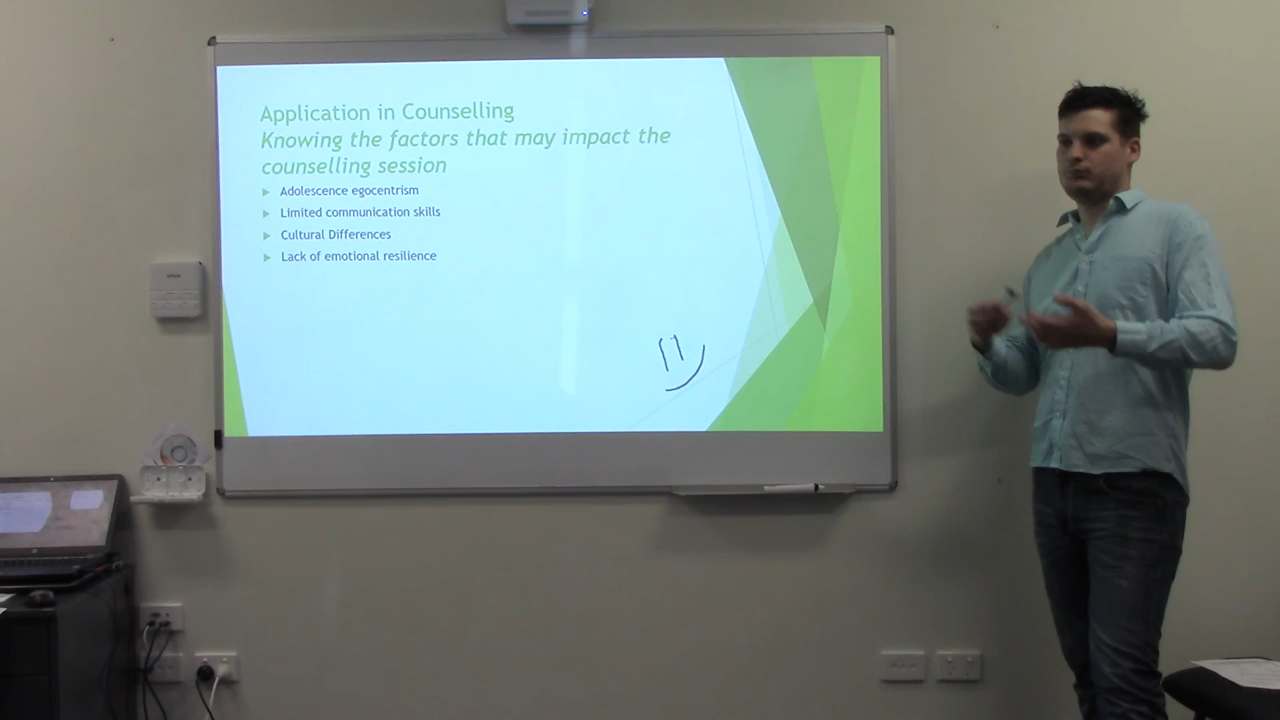 Application in Counselling
Knowing the factors that may impact the
counselling session
Adolescence egocentrism
Limited communication skills
Cultural Differences
Lack of emotional resilience
EPSON